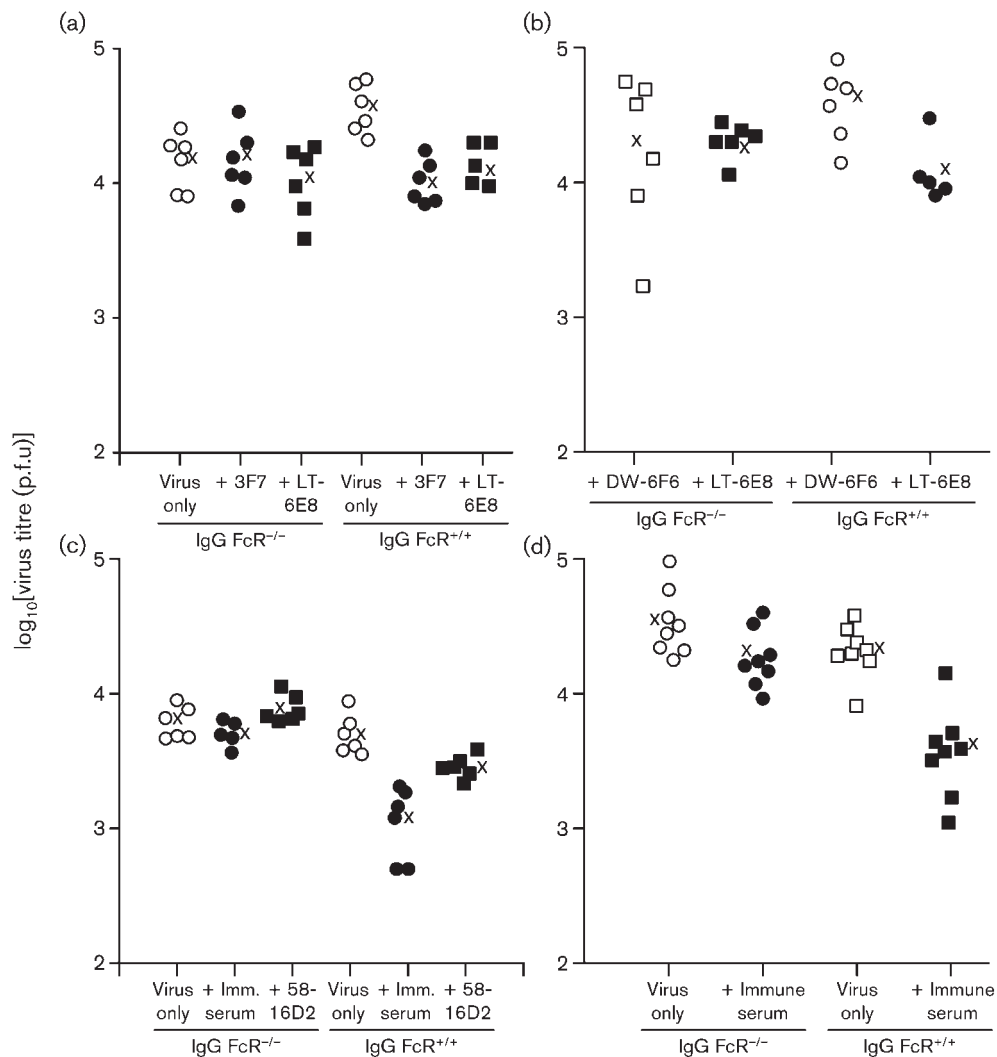 (a)
5
4
3
2
Virus only
+ 3F7
+ LT-6E8
Virus only
+ 3F7
+ LT-6E8
IgG FcR–/–
IgG FcR+/+
(b)
5
4
3
2
+ DW-6F6
+ LT-6E8
+ DW-6F6
+ LT-6E8
IgG FcR–/–
IgG FcR+/+
log10[virus titre (p.f.u)]
(c)
5
4
3
2
Virus only
+ Imm. serum
+ 58-16D2
Virus only
+ Imm. serum
+ 58-16D2
IgG FcR–/–
IgG FcR+/+
(d)
5
4
3
2
Virus only
+ Immune serum
Virus only
+ Immune serum
IgG FcR–/–
IgG FcR+/+